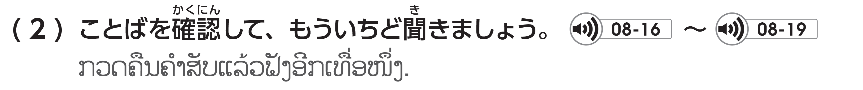 (2) ことばを確認して、もういちど聞きましょう。 08-16 ～ 08-19
ກວດຄືນຄຳສັບແລ້ວຟັງອີກເທື່ອໜຶ່ງ.